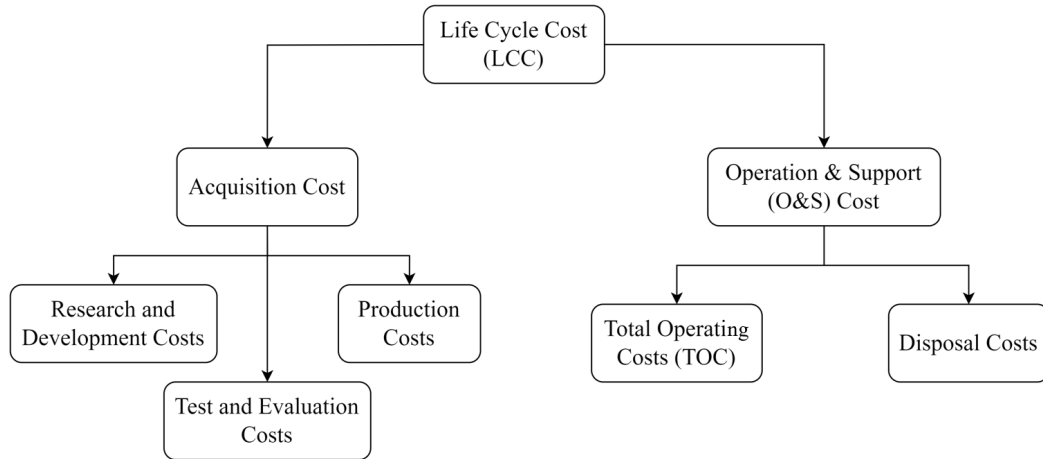 Life Cycle Cost
(LCC)
Acquisition Cost
Operation & Support
(O&S) Cost
Research and
Development Costs
Production
Costs
Total Operating
Costs (TOC)
Disposal Costs
Test and Evaluation
Costs